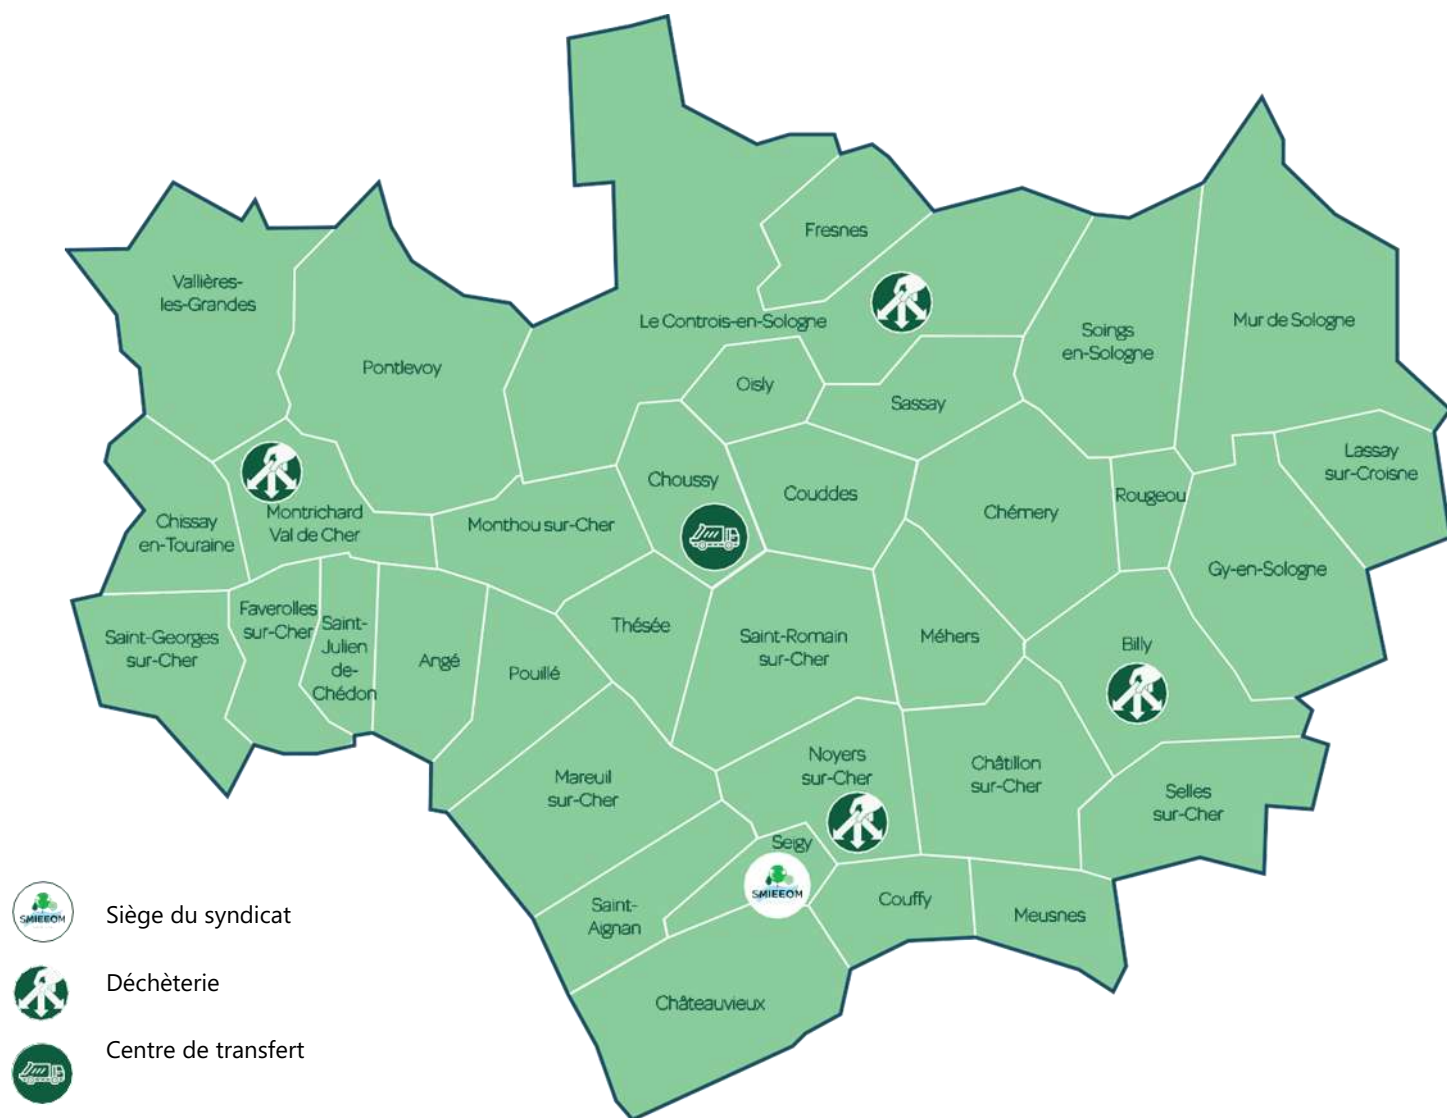 Fresnes
Vallières-
les-Grandes
Le Controis-en-Sologne
Soings
en-Sologne
Mur de Sologne
Pontlevoy
Oisly
Sassay
Lassay
sur-Croisne
Choussy
Couddes
Rougeou
Chémery
Montrichard
Val de Cher
Chissay
en-Touraine
Monthou sur-Cher
Gy-en-Sologne
Faverolles
sur-Cher
Saint-
Julien
de-
Chédon
Saint-Georges
sur-Cher
Thésée
Saint-Romain
sur-Cher
Méhers
Billy
Angé
Pouillé
Noyers
sur-Cher
Châtillon
sur-Cher
Mareuil
sur-Cher
Selles
sur-Cher
Seigy
SMIEEOM
Saint-
Aignan
Couffy
Meusnes
Châteauvieux
SMIEEOM
Siège du syndicat
Déchèterie
Centre de transfert